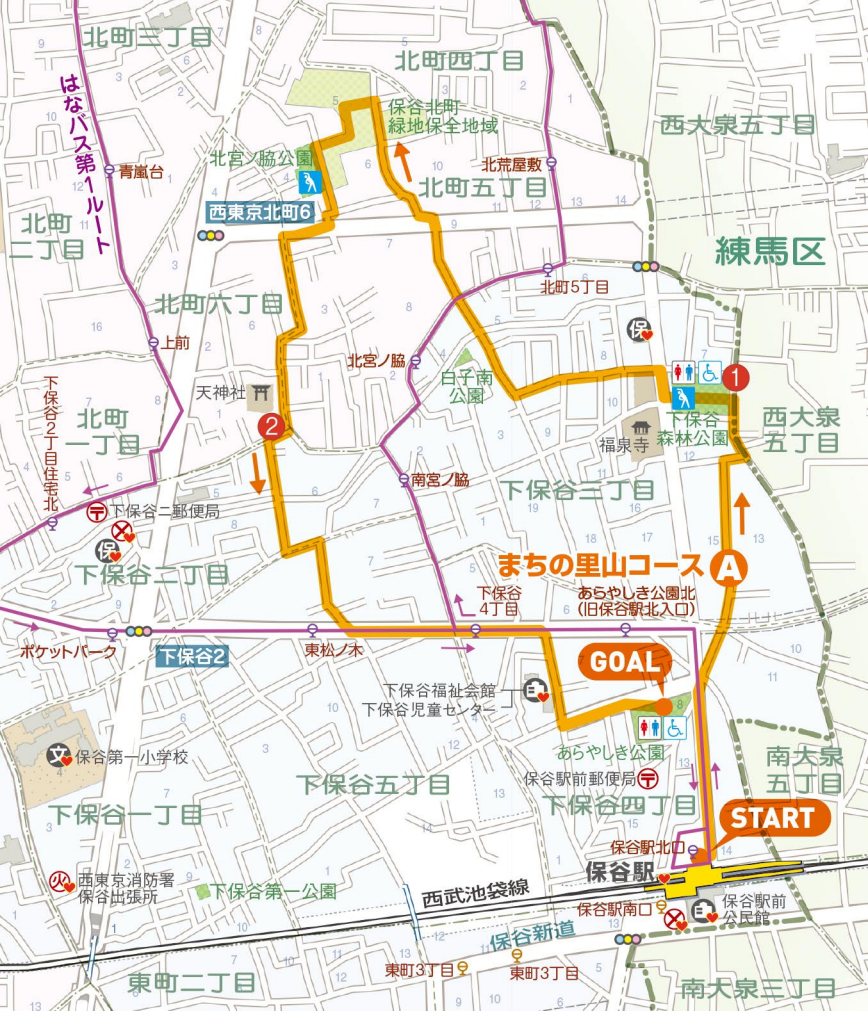 北町三丁目
北町四丁目
はなバス第1ルート
保谷北町
緑地保全地域
西大泉五丁目
北宮ノ脇公園
北荒屋敷
青嵐台
北町五丁目
西東京北町6
北町
二丁目
練馬区
北町5丁目
北町六丁目
保
上前
北宮ノ脇
白子南
公園
1
天神社
下保谷2丁目住宅北
北町
一丁目
下保谷
森林公園
西大泉
五丁目
福泉寺
2
南宮ノ脇
下保谷三丁目
下保谷二郵便局
保
下保谷二丁目
まちの里山コース
A
下保谷
4丁目
あらやしき公園北
(旧保谷駅北入口)
ポケットパーク
下保谷2
東松ノ木
GOAL
下保谷福祉会館
下保谷児童センター
あらやしき公園
文
保谷第一小学校
保谷駅前郵便局
南大泉
五丁目
下保谷五丁目
下保谷四丁目
下保谷一丁目
START
保谷駅北口
保谷駅
火
西東京消防署
保谷出張所
下保谷第一公園
西武池袋線
保谷駅南口
保谷駅前
公民館
保谷新道
東町3丁目
東町3丁目
東町二丁目
南大泉三丁目